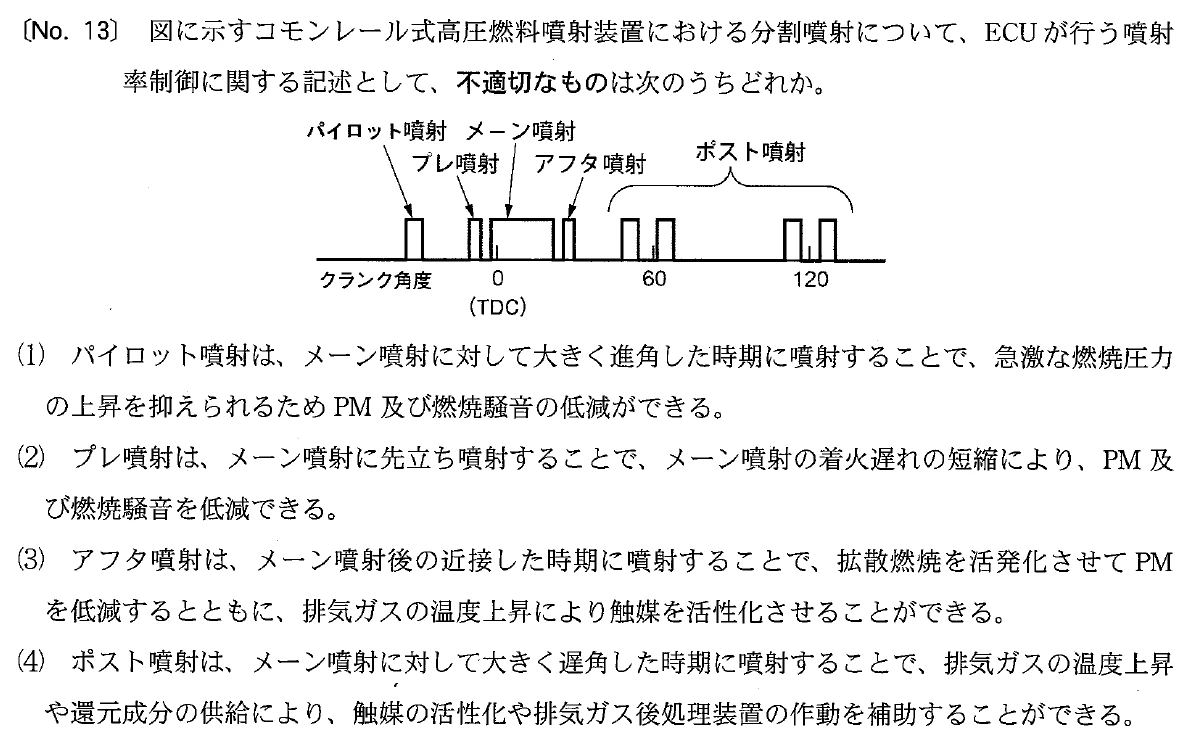 〔No. 13〕 図に示すコモンレール式高圧燃料噴射装置における分割噴射について、ECUが行う噴射
率制御に関する記述として、不適切なものは次のうちどれか。
パイロット噴射 メーン噴射
プレ噴射 アフタ噴射 ポスト噴射
クランク角度 0 60 120
(TDC)
(1) パイロット噴射は、メーン噴射に対して大きく進角した時期に噴射することで、急激な燃焼圧力
の上昇を抑えられるためPM及び燃焼騒音の低減ができる。
(2) プレ噴射は、メーン噴射に先立ち噴射することで、メーン噴射の着火遅れの短縮により、PM及
び燃焼騒音を低減できる。
(3) アフタ噴射は、メーン噴射後の近接した時期に噴射することで、拡散燃焼を活発化させてPM
を低減するとともに、排気ガスの温度上昇により触媒を活性化させることができる。
(4) ポスト噴射は、メーン噴射に対して大きく遅角した時期に噴射することで、排気ガスの温度上昇
や還元成分の供給により、触媒の活性化や排気ガス後処理装置の作動を補助することができる。